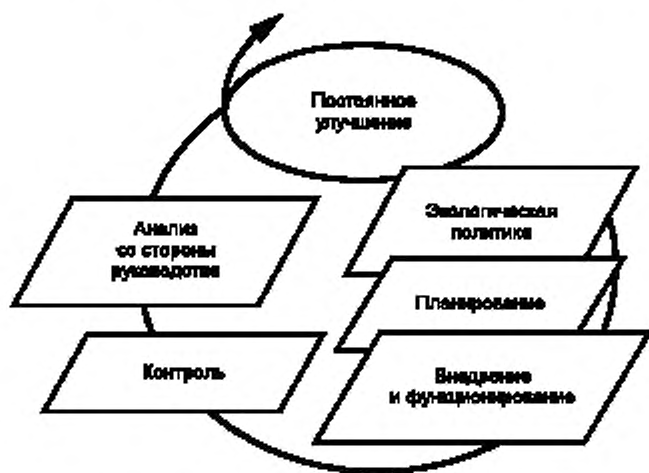 Постоянное
улучшение
Экологическая
политика
Планирование
Внедрение
и функционирование
Контроль
Анализ
со стороны
руководства